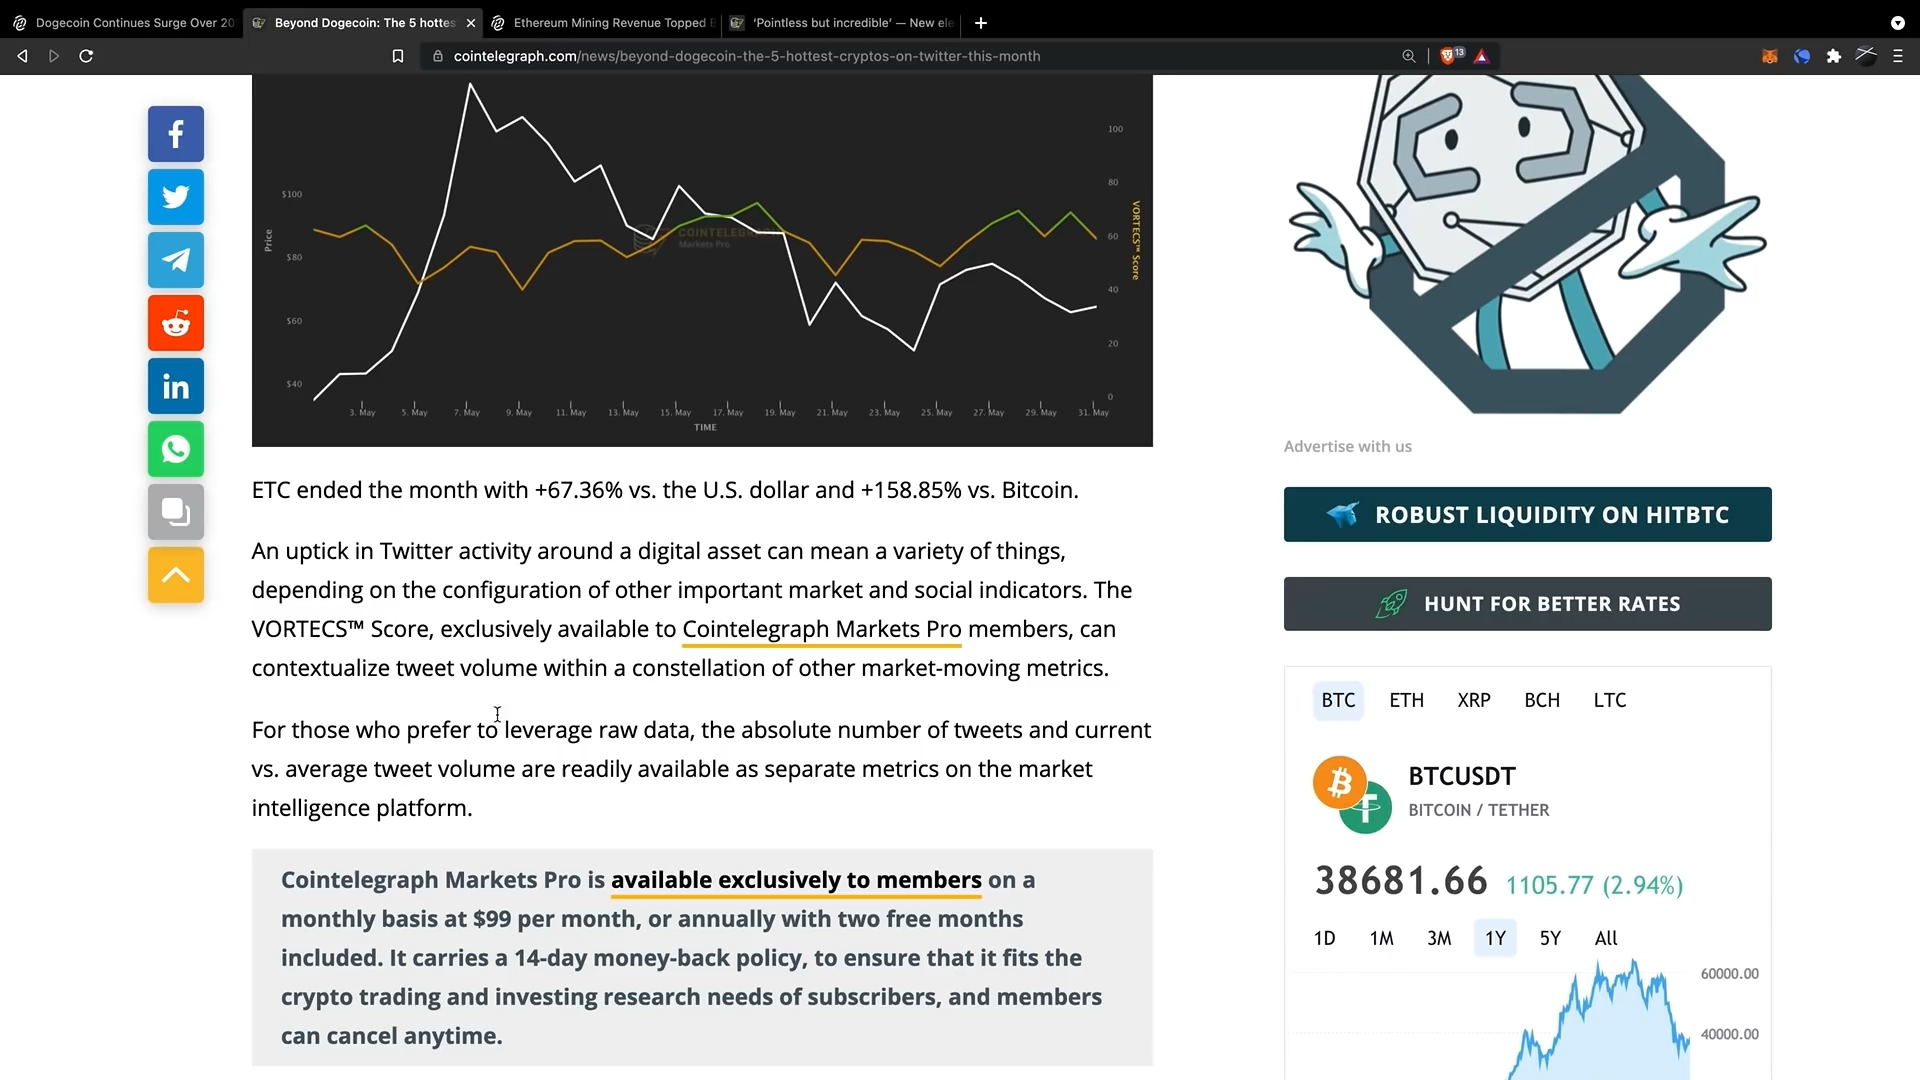 Dogecoin Continues Surge Over 20
Beyond Dogecoin: The 5 hottes
Ethereum Mining Revenue Topped
'Pointless but incredible' — New ele
cointelegraph.com/news/beyond-dogecoin-the-5-hottest-cryptos-on-twitter-this-month
13
$100
$80
$60
$40
Price
100
80
60
40
20
0
VORTECS™ Score
COINTELEGRAPH
Markets Pro
3. May 5. May 7. May 9. May 11. May 13. May 15. May 17. May 19. May 21. May 23. May 25. May 27. May 29. May 31. May
TIME
ETC ended the month with +67.36% vs. the U.S. dollar and +158.85% vs. Bitcoin.
An uptick in Twitter activity around a digital asset can mean a variety of things,
depending on the configuration of other important market and social indicators. The
VORTECS™ Score, exclusively available to Cointelegraph Markets Pro members, can
contextualize tweet volume within a constellation of other market-moving metrics.
For those who prefer to leverage raw data, the absolute number of tweets and current
vs. average tweet volume are readily available as separate metrics on the market
intelligence platform.
Cointelegraph Markets Pro is available exclusively to members on a
monthly basis at $99 per month, or annually with two free months
included. It carries a 14-day money-back policy, to ensure that it fits the
crypto trading and investing research needs of subscribers, and members
can cancel anytime.
Advertise with us
ROBUST LIQUIDITY ON HITBTC
HUNT FOR BETTER RATES
BTC ETH XRP BCH LTC
BTCUSDT
BITCOIN / TETHER
38681.66 1105.77 (2.94%)
1D 1M 3M 1Y 5Y All
60000.00
40000.00